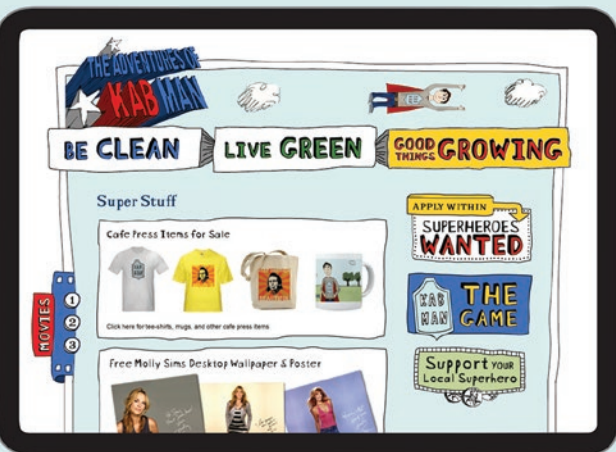 THE ADVENTURES OF
KAB MAN
BE CLEAN
LIVE GREEN
GOOD THINGS GROWING
Super Stuff
Cafe Press Items for Sale
KAB
MAN
Click here for tee-shirts, mugs, and other cafe press items
Free Molly Sims Desktop Wallpaper & Poster
APPLY WITHIN
SUPERHEROES
WANTED
KAB
MAN
THE
GAME
Support YOUR
Local Superhero
MOVIES
1
2
3